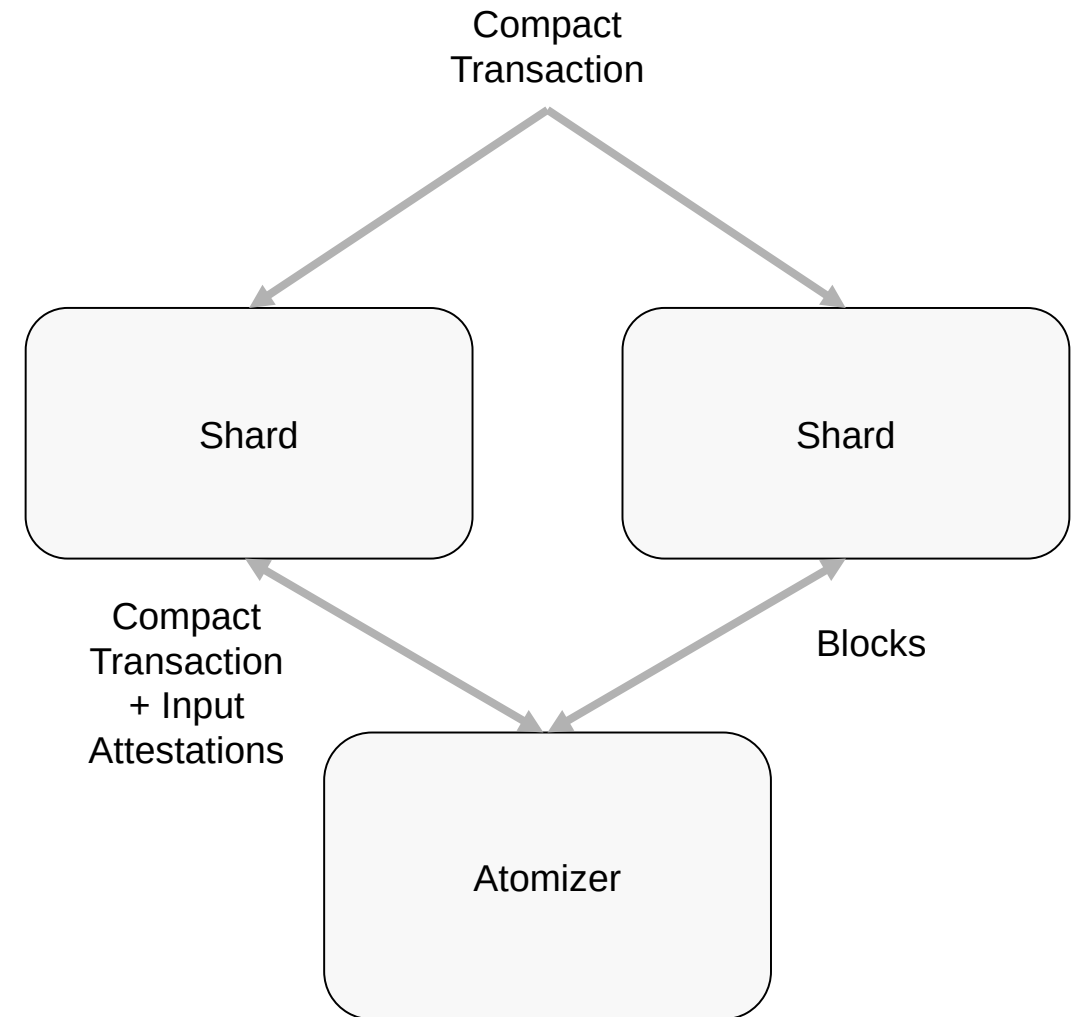 Compact
Transaction
Shard
Shard
Compact
Transaction
+ Input
Attestations
Blocks
Atomizer